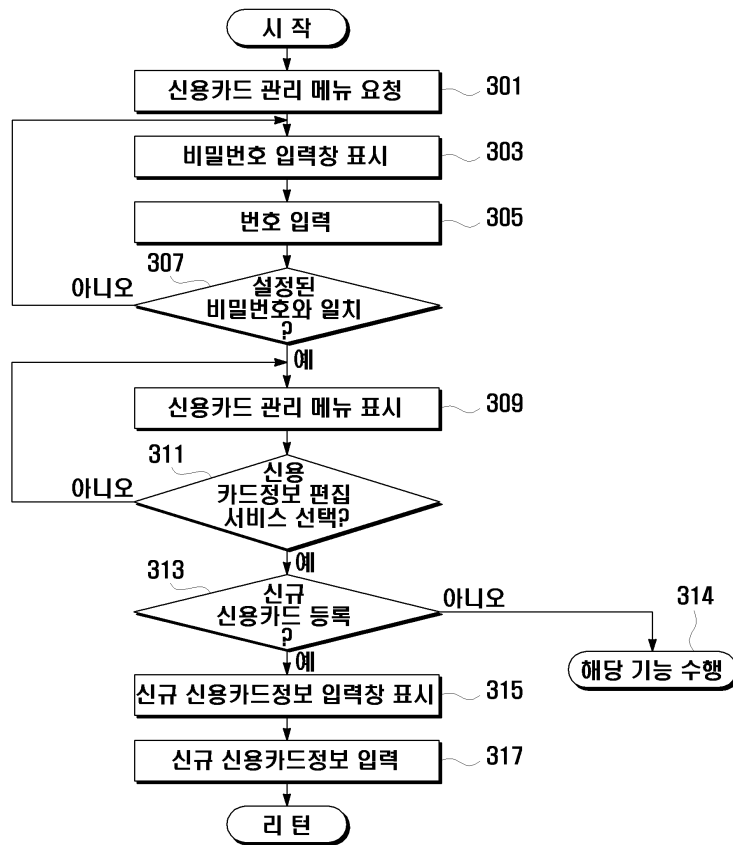 시 작
신용카드 관리 메뉴 요청
301
비밀번호 입력창 표시
303
번호 입력
305
307
아니오
설정된
비밀번호와 일치
?
예
신용카드 관리 메뉴 표시
309
311
아니오
신용
카드정보 편집
서비스 선택?
예
313
신규
신용카드 등록
?
아니오
314
해당 기능 수행
예
신규 신용카드정보 입력창 표시
315
신규 신용카드정보 입력
317
리 턴